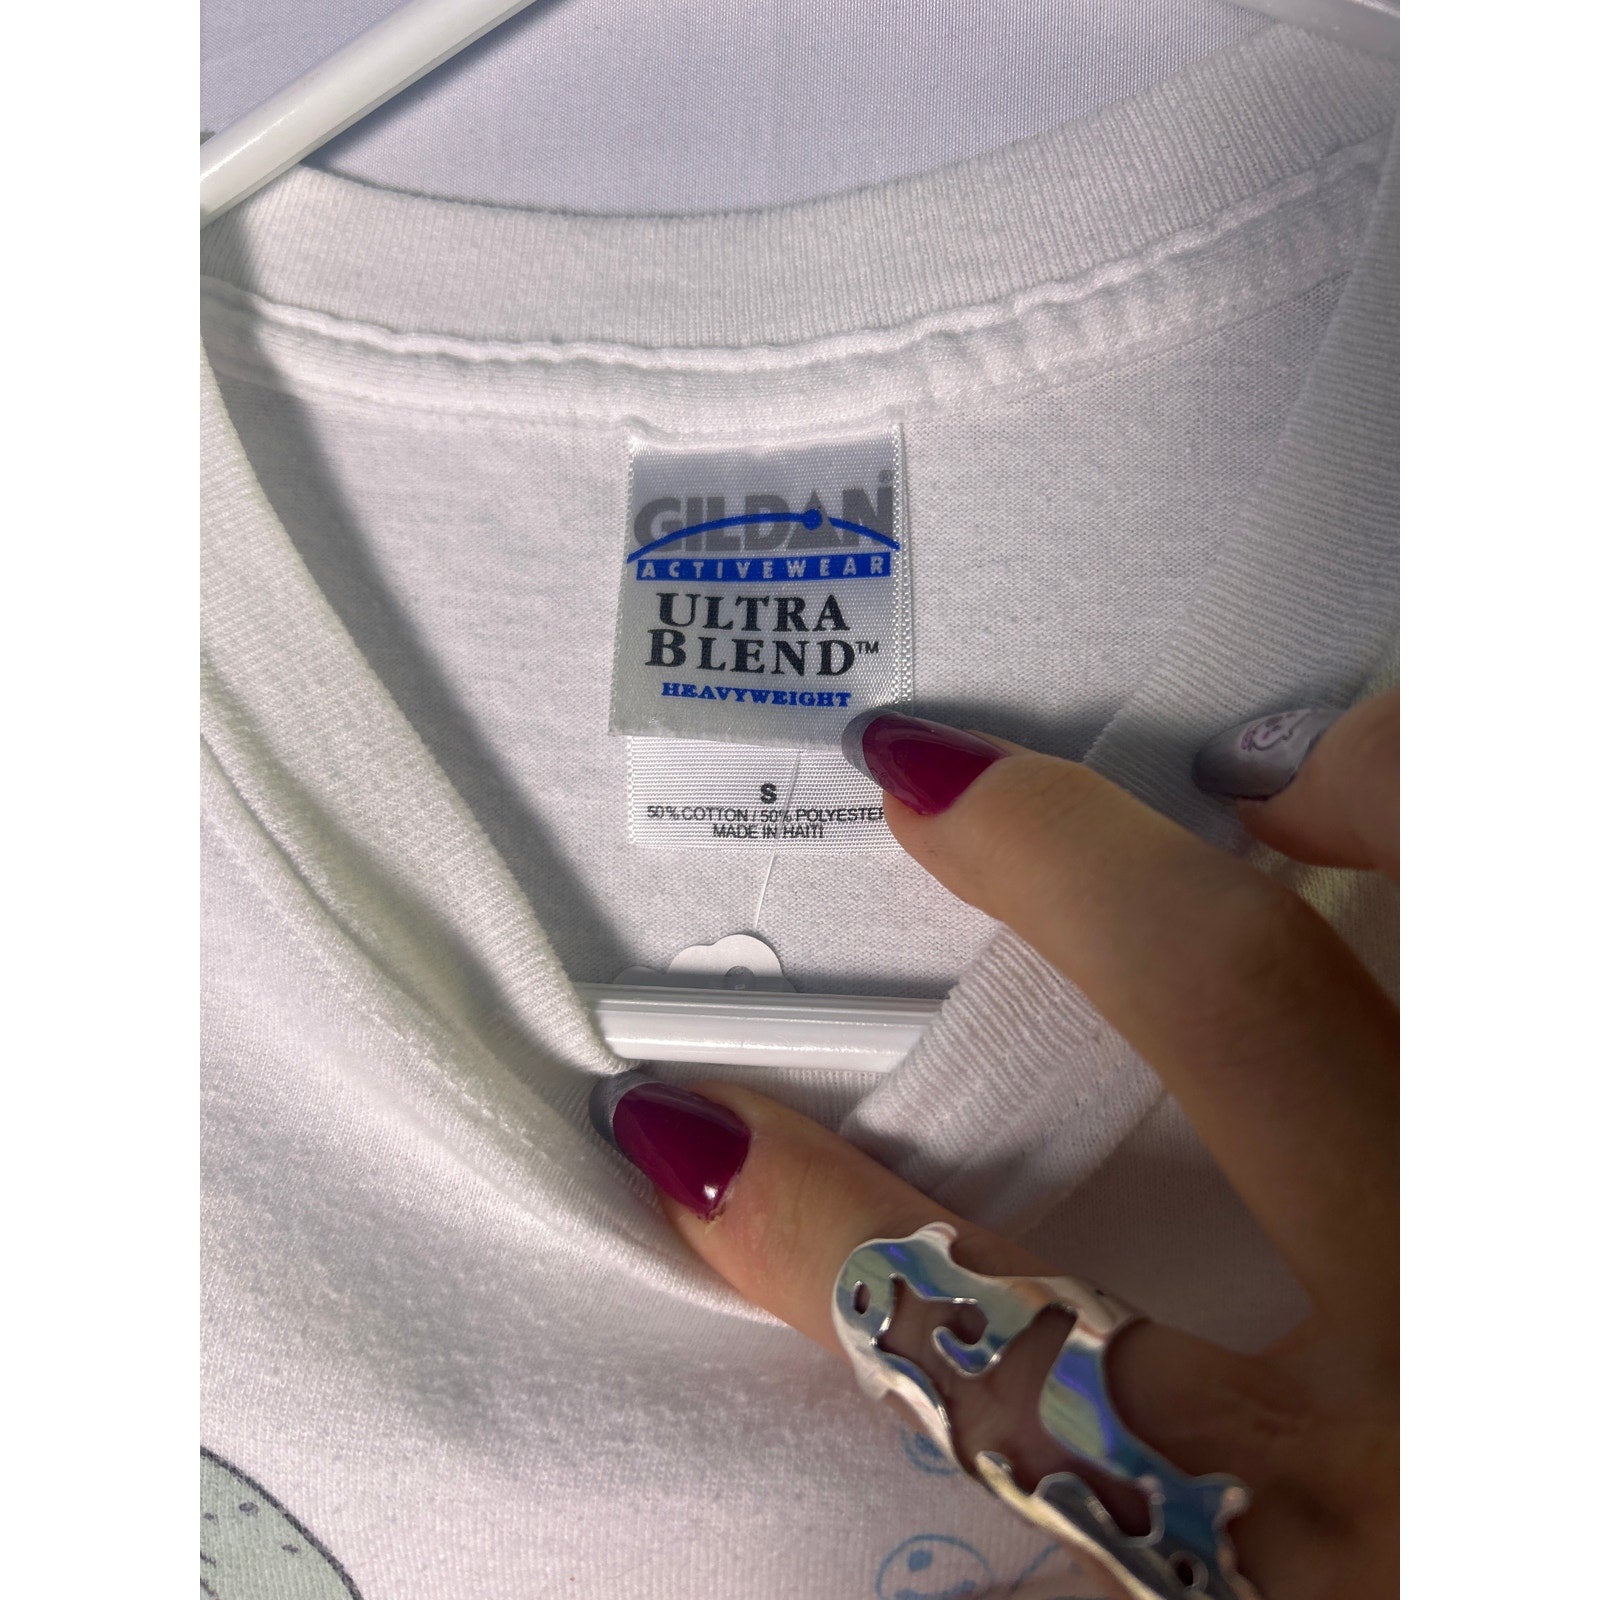 GILDAN®
ACTIVEWEAR
ULTRA
BLEND™
HEAVYWEIGHT
S
50% COTTON / 50% POLYESTER
MADE IN HAITI